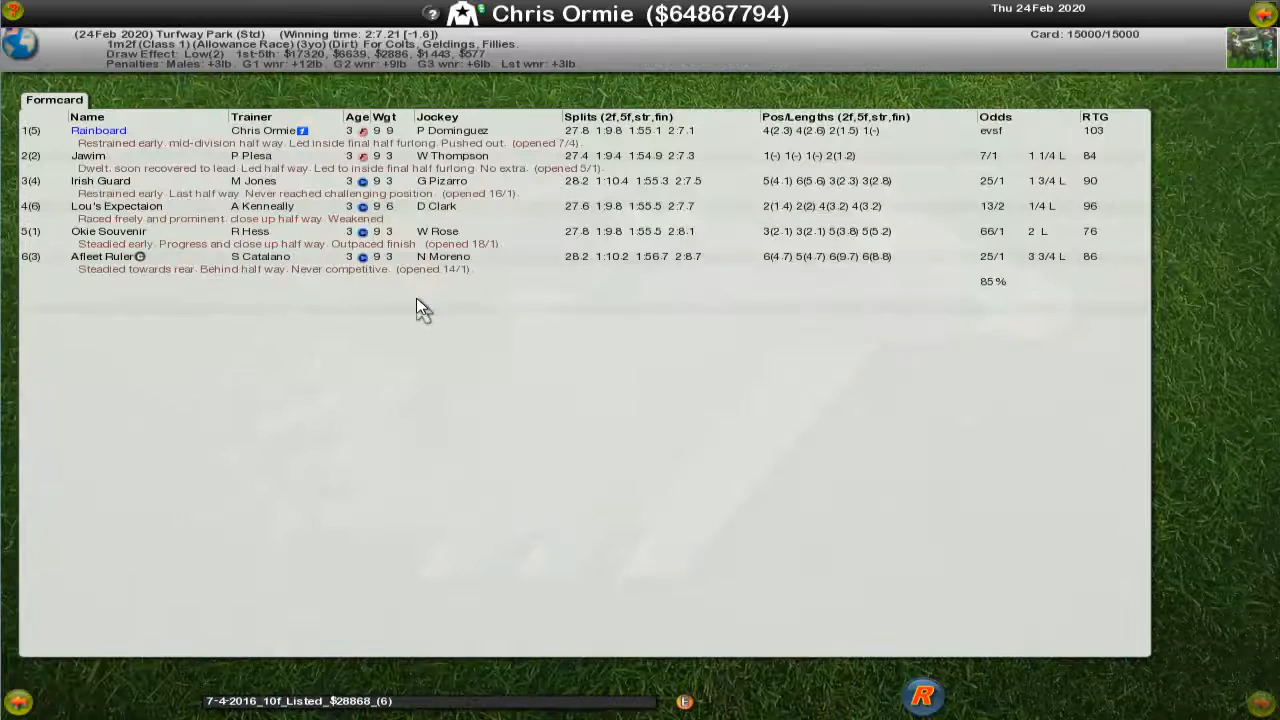 Chris Ormie ($64867794)
Thu 24Feb 2020
(24Feb 2020) Turfway Park (Std) (Winning time: 2:7.21 [-1.6])
Card: 15000/15000
1m2f (Class 1) (Allowance Race) (3yo) (Dirt) For Colts, Geldings, Fillies.
Draw Effect: Low(2) 1st-5th: $17320, $6639, $2886, $1443, $577
Penalties: Males: +3lb. G1 wnr: +12lb. G2 wnr: +9lb. G3 wnr: +6lb. Lst wnr: +3lb.
Formcard
Name Trainer Age Wgt Jockey Splits (2f,5f,str,fin) Pos/Lengths (2f,5f,str,fin) Odds RTG
1(5) Rainboard Chris Ormie f 3 9 9 P Dominguez 27.8 1:9.8 1:55.1 2:7.1 4(2.3) 4(2.6) 2(1.5) 1(-) evsf 103
Restrained early. mid-division half way. Led inside final half furlong. Pushed out. (opened 7/4).
2(2) Jawim P Plesa 3 9 3 W Thompson 27.4 1:9.4 1:54.9 2:7.3 1(-) 1(-) 1(-) 2(1.2) 7/1 1 1/4 L 84
Dwelt. soon recovered to lead. Led half way. Led to inside final half furlong. No extra. (opened 5/1).
3(4) Irish Guard M Jones 3 9 3 G Pizarro 28.2 1:10.4 1:55.3 2:7.5 5(4.1) 6(5.6) 3(2.3) 3(2.8) 25/1 1 3/4 L 90
Restrained early. Last half way. Never reached challenging position. (opened 16/1).
4(6) Lou's Expectaion A Kenneally 3 9 6 D Clark 27.6 1:9.8 1:55.5 2:7.7 2(1.4) 2(2) 4(3.2) 4(3.2) 13/2 1/4 L 96
Raced freely and prominent. close up half way. Weakened
5(1) Okie Souvenir R Hess 3 9 3 W Rose 27.8 1:9.8 1:55.5 2:8.1 3(2.1) 3(2.1) 5(3.8) 5(5.2) 66/1 2 L 76
Steadied early. Progress and close up half way. Outpaced finish (opened 18/1).
6(3) Afleet Ruler G S Catalano 3 9 3 N Moreno 28.2 1:10.2 1:56.7 2:8.7 6(4.7) 5(4.7) 6(9.7) 6(8.8) 25/1 3 3/4 L 86
Steadied towards rear. Behind half way. Never competitive. (opened 14/1).
85%
7-4-2016_10f_Listed_$28868_(6)
E
R